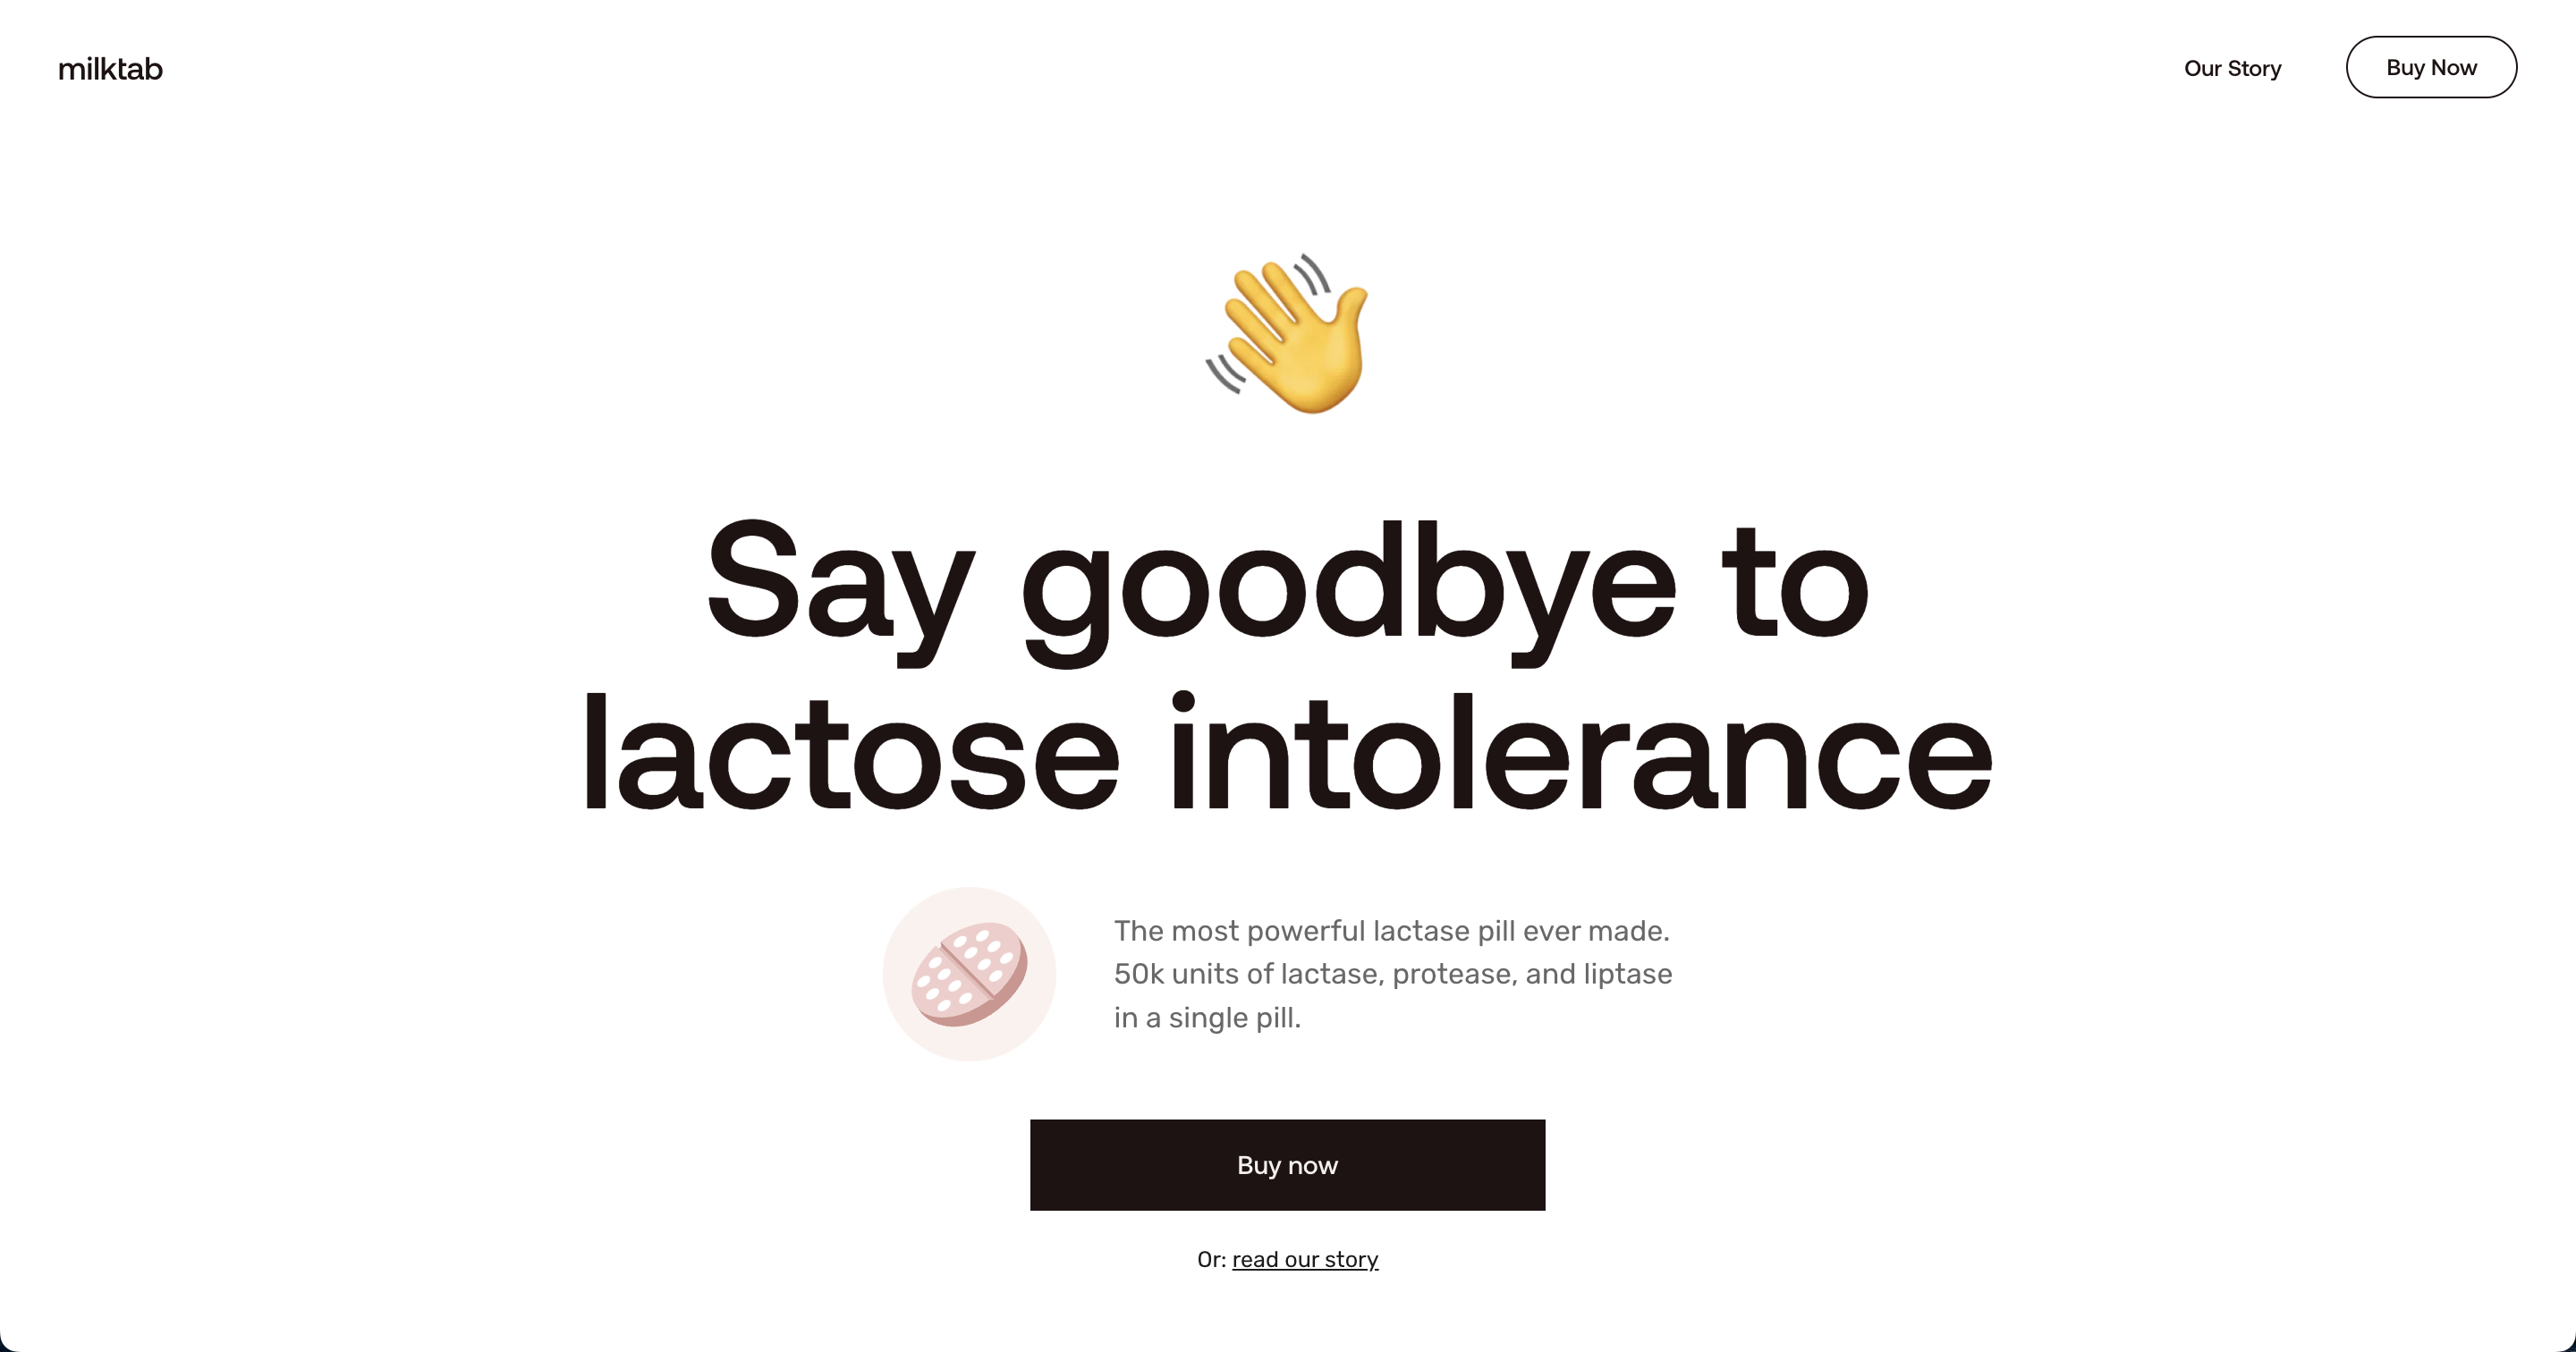 milktab
Our Story
Buy Now
Say goodbye to
lactose intolerance
The most powerful lactase pill ever made.
50k units of lactase, protease, and liptase
in a single pill.
Buy now
Or: read our story